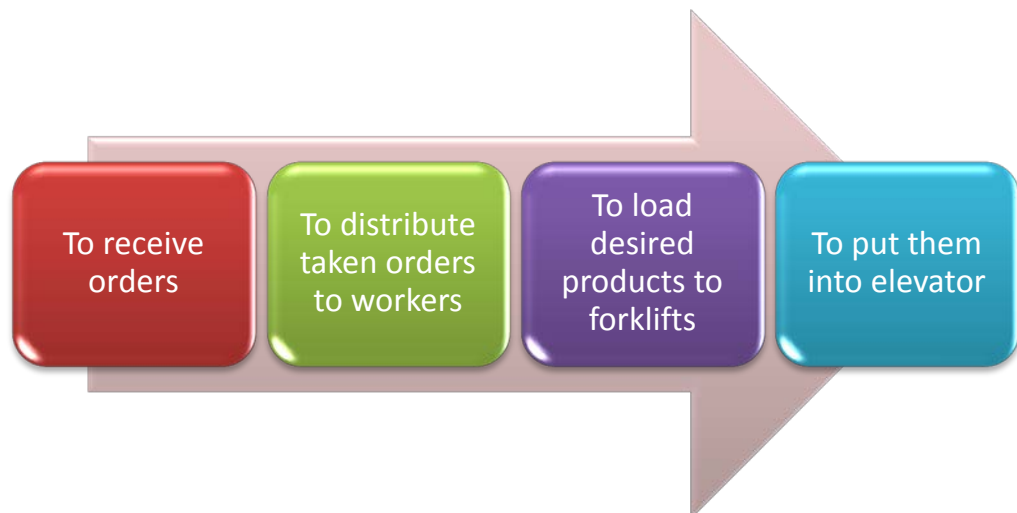 To receive
orders
To distribute
taken orders
to workers
To load
desired
products to
forklifts
To put them
into elevator